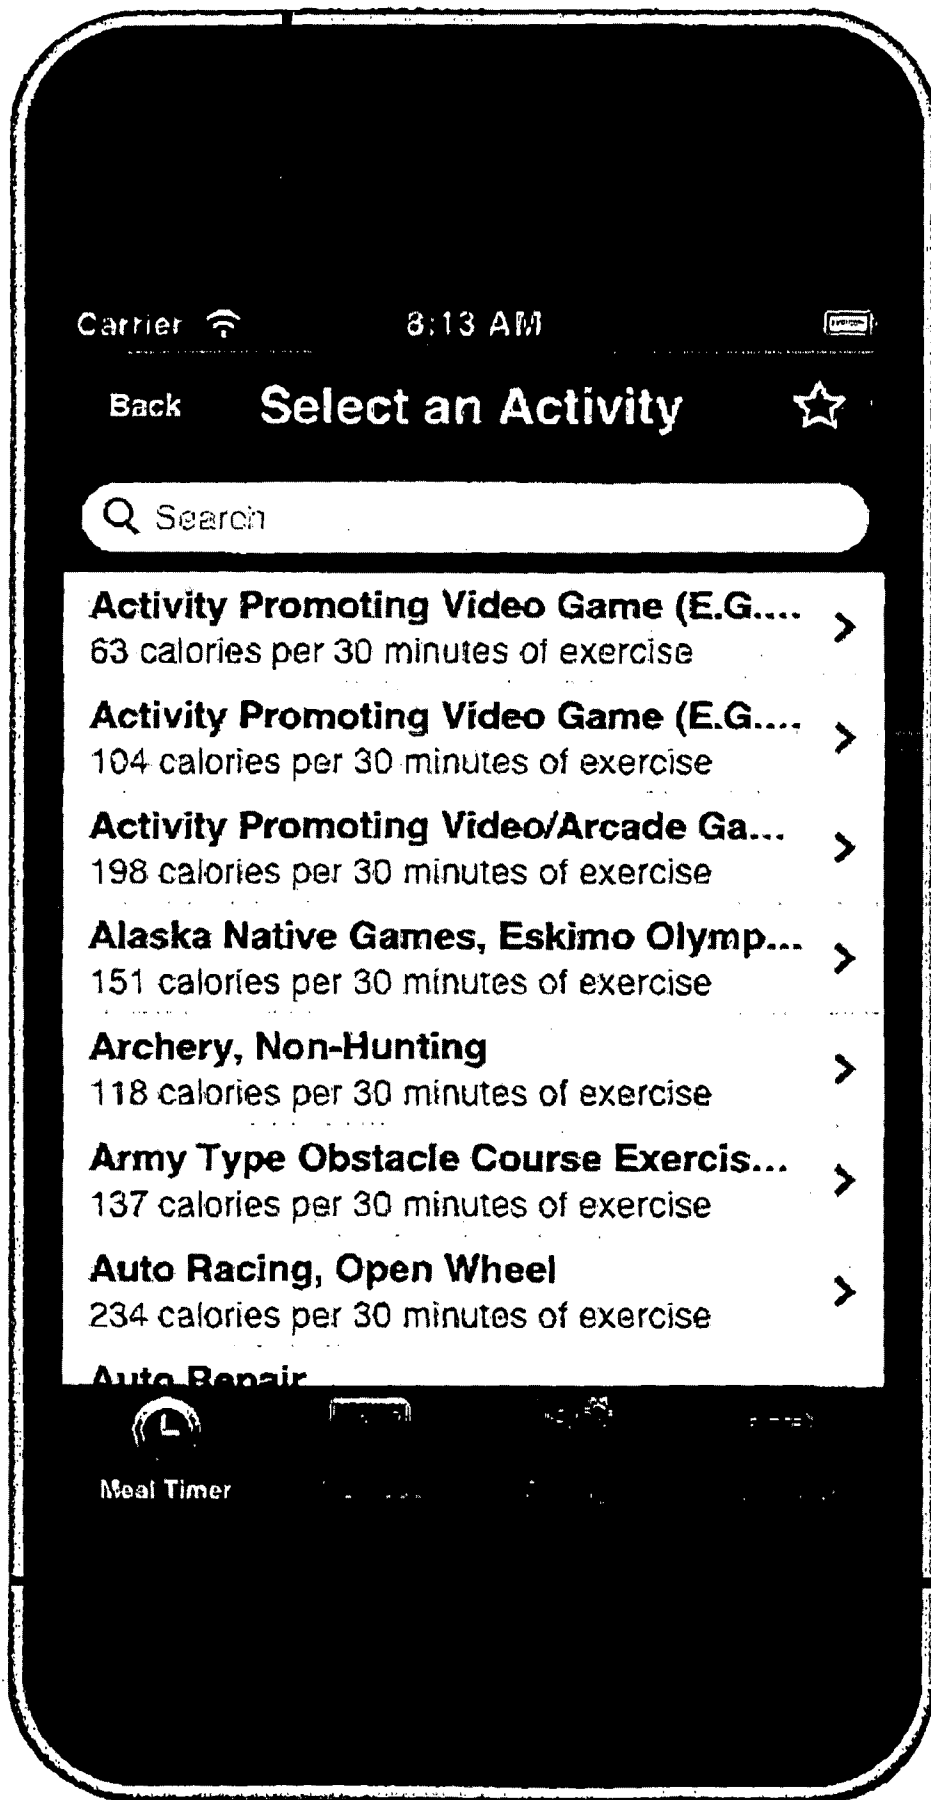 Carrier 8:13 AM
Back Select an Activity
Search
Activity Promoting Video Game (E.G....
63 calories per 30 minutes of exercise
Activity Promoting Video Game (E.G....
104 calories per 30 minutes of exercise
Activity Promoting Video/Arcade Ga...
198 calories per 30 minutes of exercise
Alaska Native Games, Eskimo Olymp...
151 calories per 30 minutes of exercise
Archery, Non-Hunting
118 calories per 30 minutes of exercise
Army Type Obstacle Course Exercis...
137 calories per 30 minutes of exercise
Auto Racing, Open Wheel
234 calories per 30 minutes of exercise
Auto Repair
Meal Timer